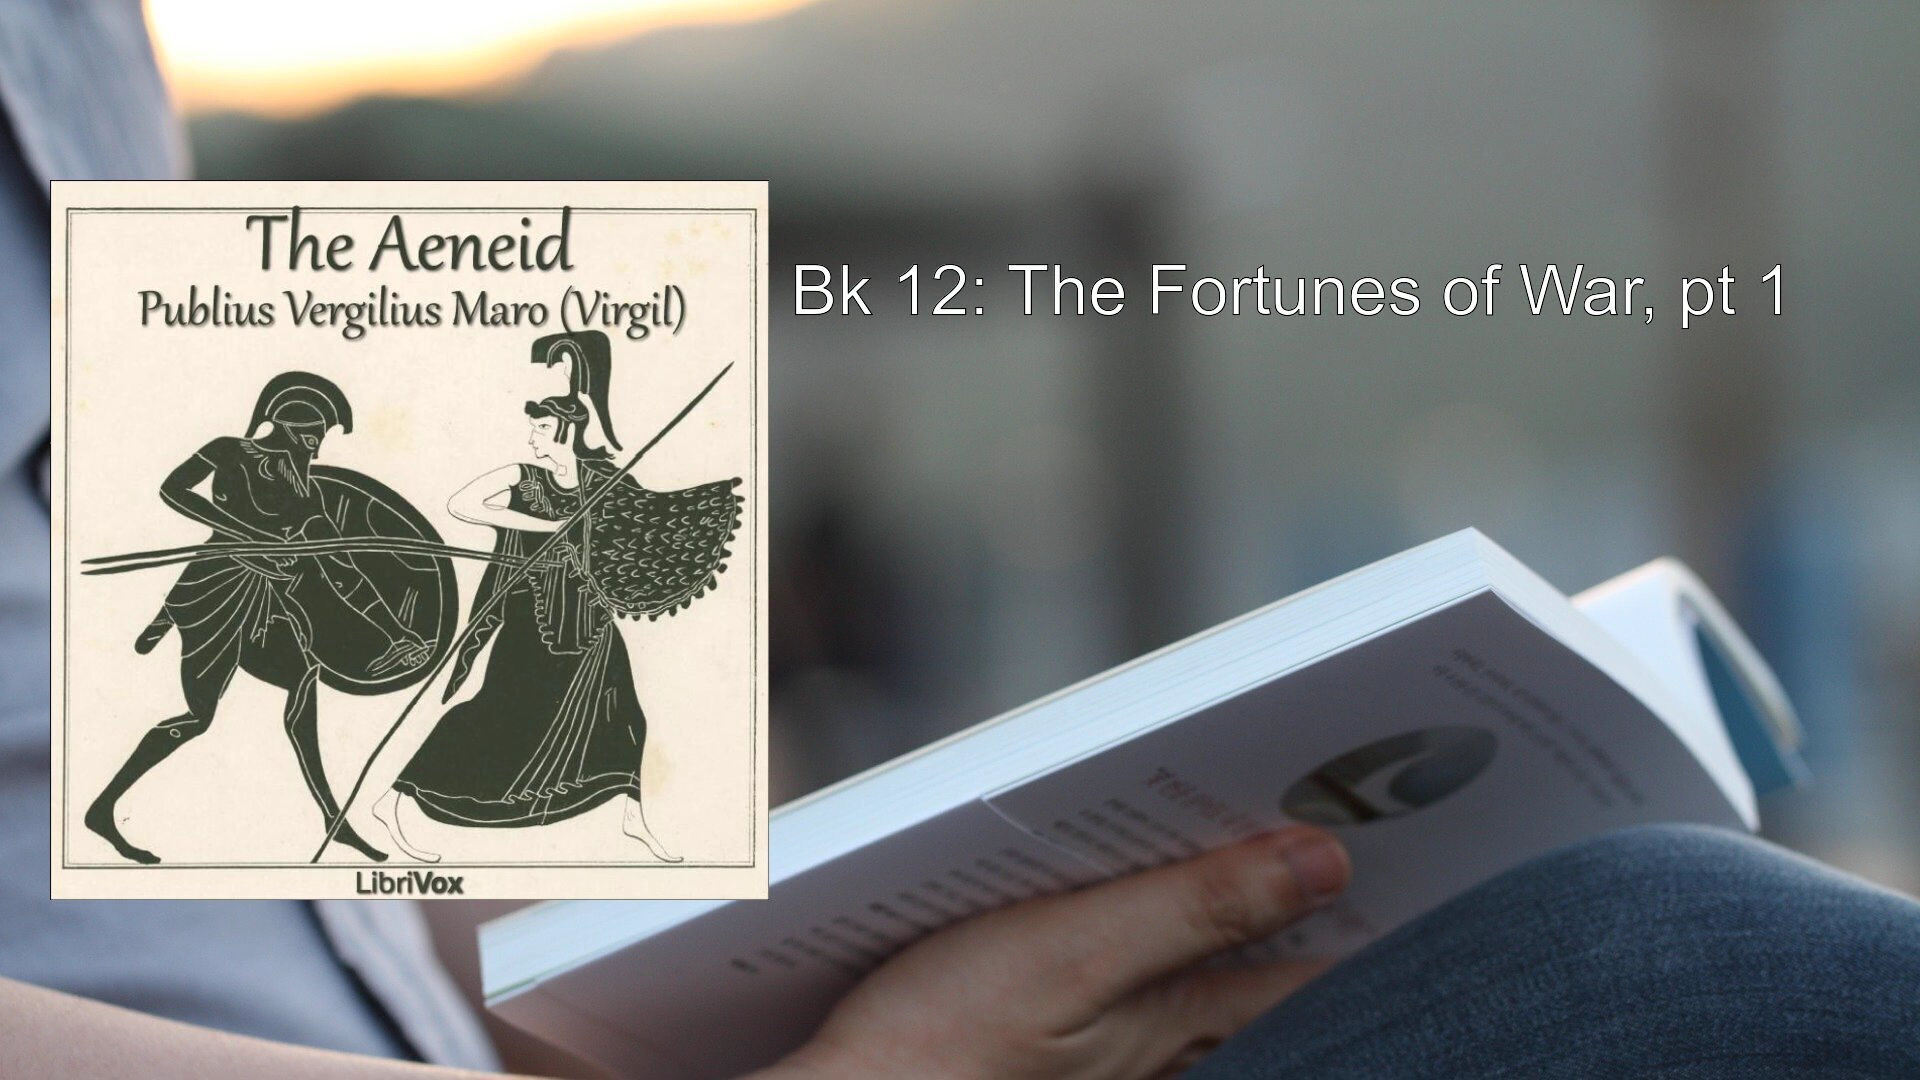 The Aeneid
Publius Vergilius Maro (Virgil)
LibriVox
Bk 12: The Fortunes of War, pt 1